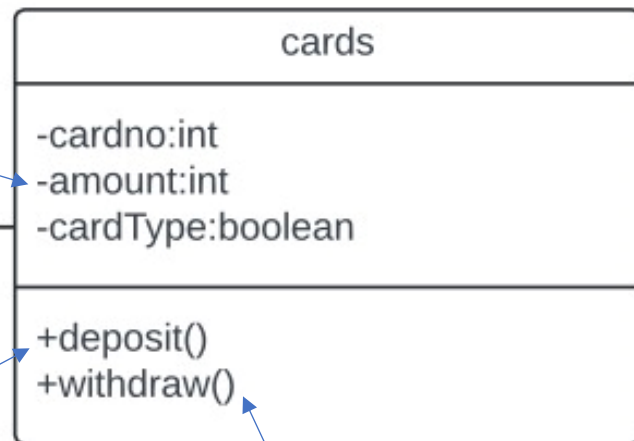 cards
-cardno:int
-amount:int
-cardType:boolean
+deposit()
+withdraw()